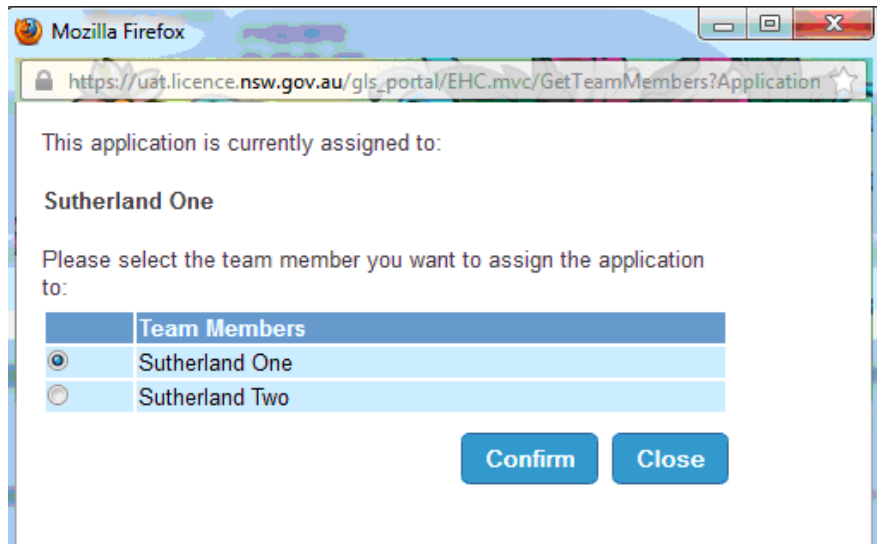 Mozilla Firefox
https://uat.licence.nsw.gov.au/gls_portal/EHC.mvc/GetTeamMembers?Application
This application is currently assigned to:
Sutherland One
Please select the team member you want to assign the application
to:
Team Members
Sutherland One
Sutherland Two
Confirm Close